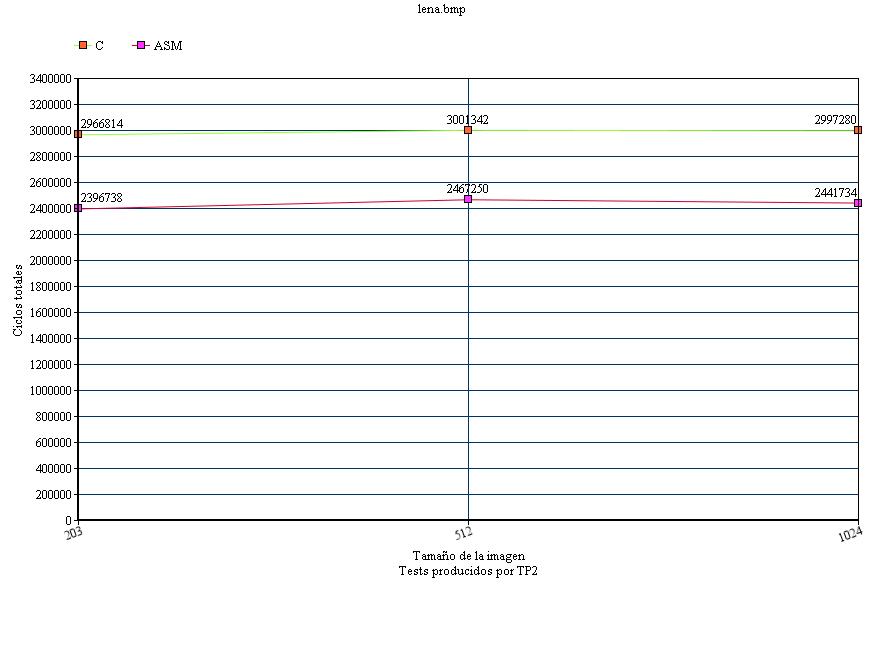 lena.bmp
C ASM
3400000
3200000
3000000
2800000
2600000
2400000
2200000
2000000
1800000
1600000
1400000
1200000
1000000
800000
600000
400000
200000
0
Ciclos totales
2966814 3001342 2997280
2396738 2467250 2441734
203 512 1024
Tamaño de la imagen
Tests producidos por TP2